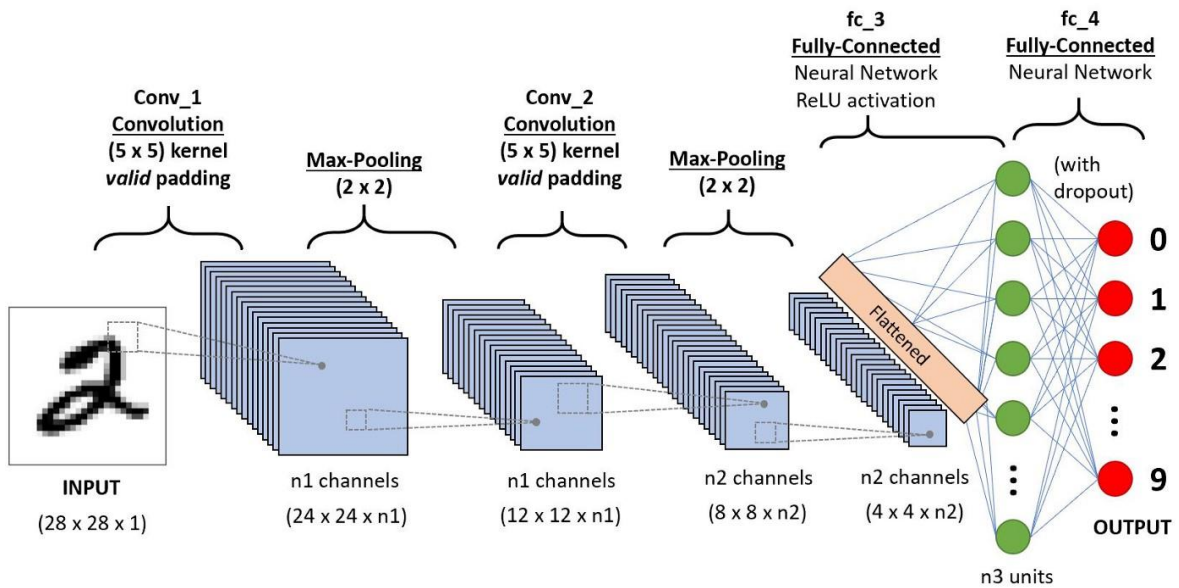 fc_3
Fully-Connected
Neural Network
ReLU activation
fc_4
Fully-Connected
Neural Network
Conv_1
Convolution
(5 x 5) kernel
valid padding
Max-Pooling
(2 x 2)
Conv_2
Convolution
(5 x 5) kernel
valid padding
Max-Pooling
(2 x 2)
(with
dropout)
Flattened
0
1
2
9
OUTPUT
INPUT
(28 x 28 x 1)
n1 channels
(24 x 24 x n1)
n1 channels
(12 x 12 x n1)
n2 channels
(8 x 8 x n2)
n2 channels
(4 x 4 x n2)
n3 units
2